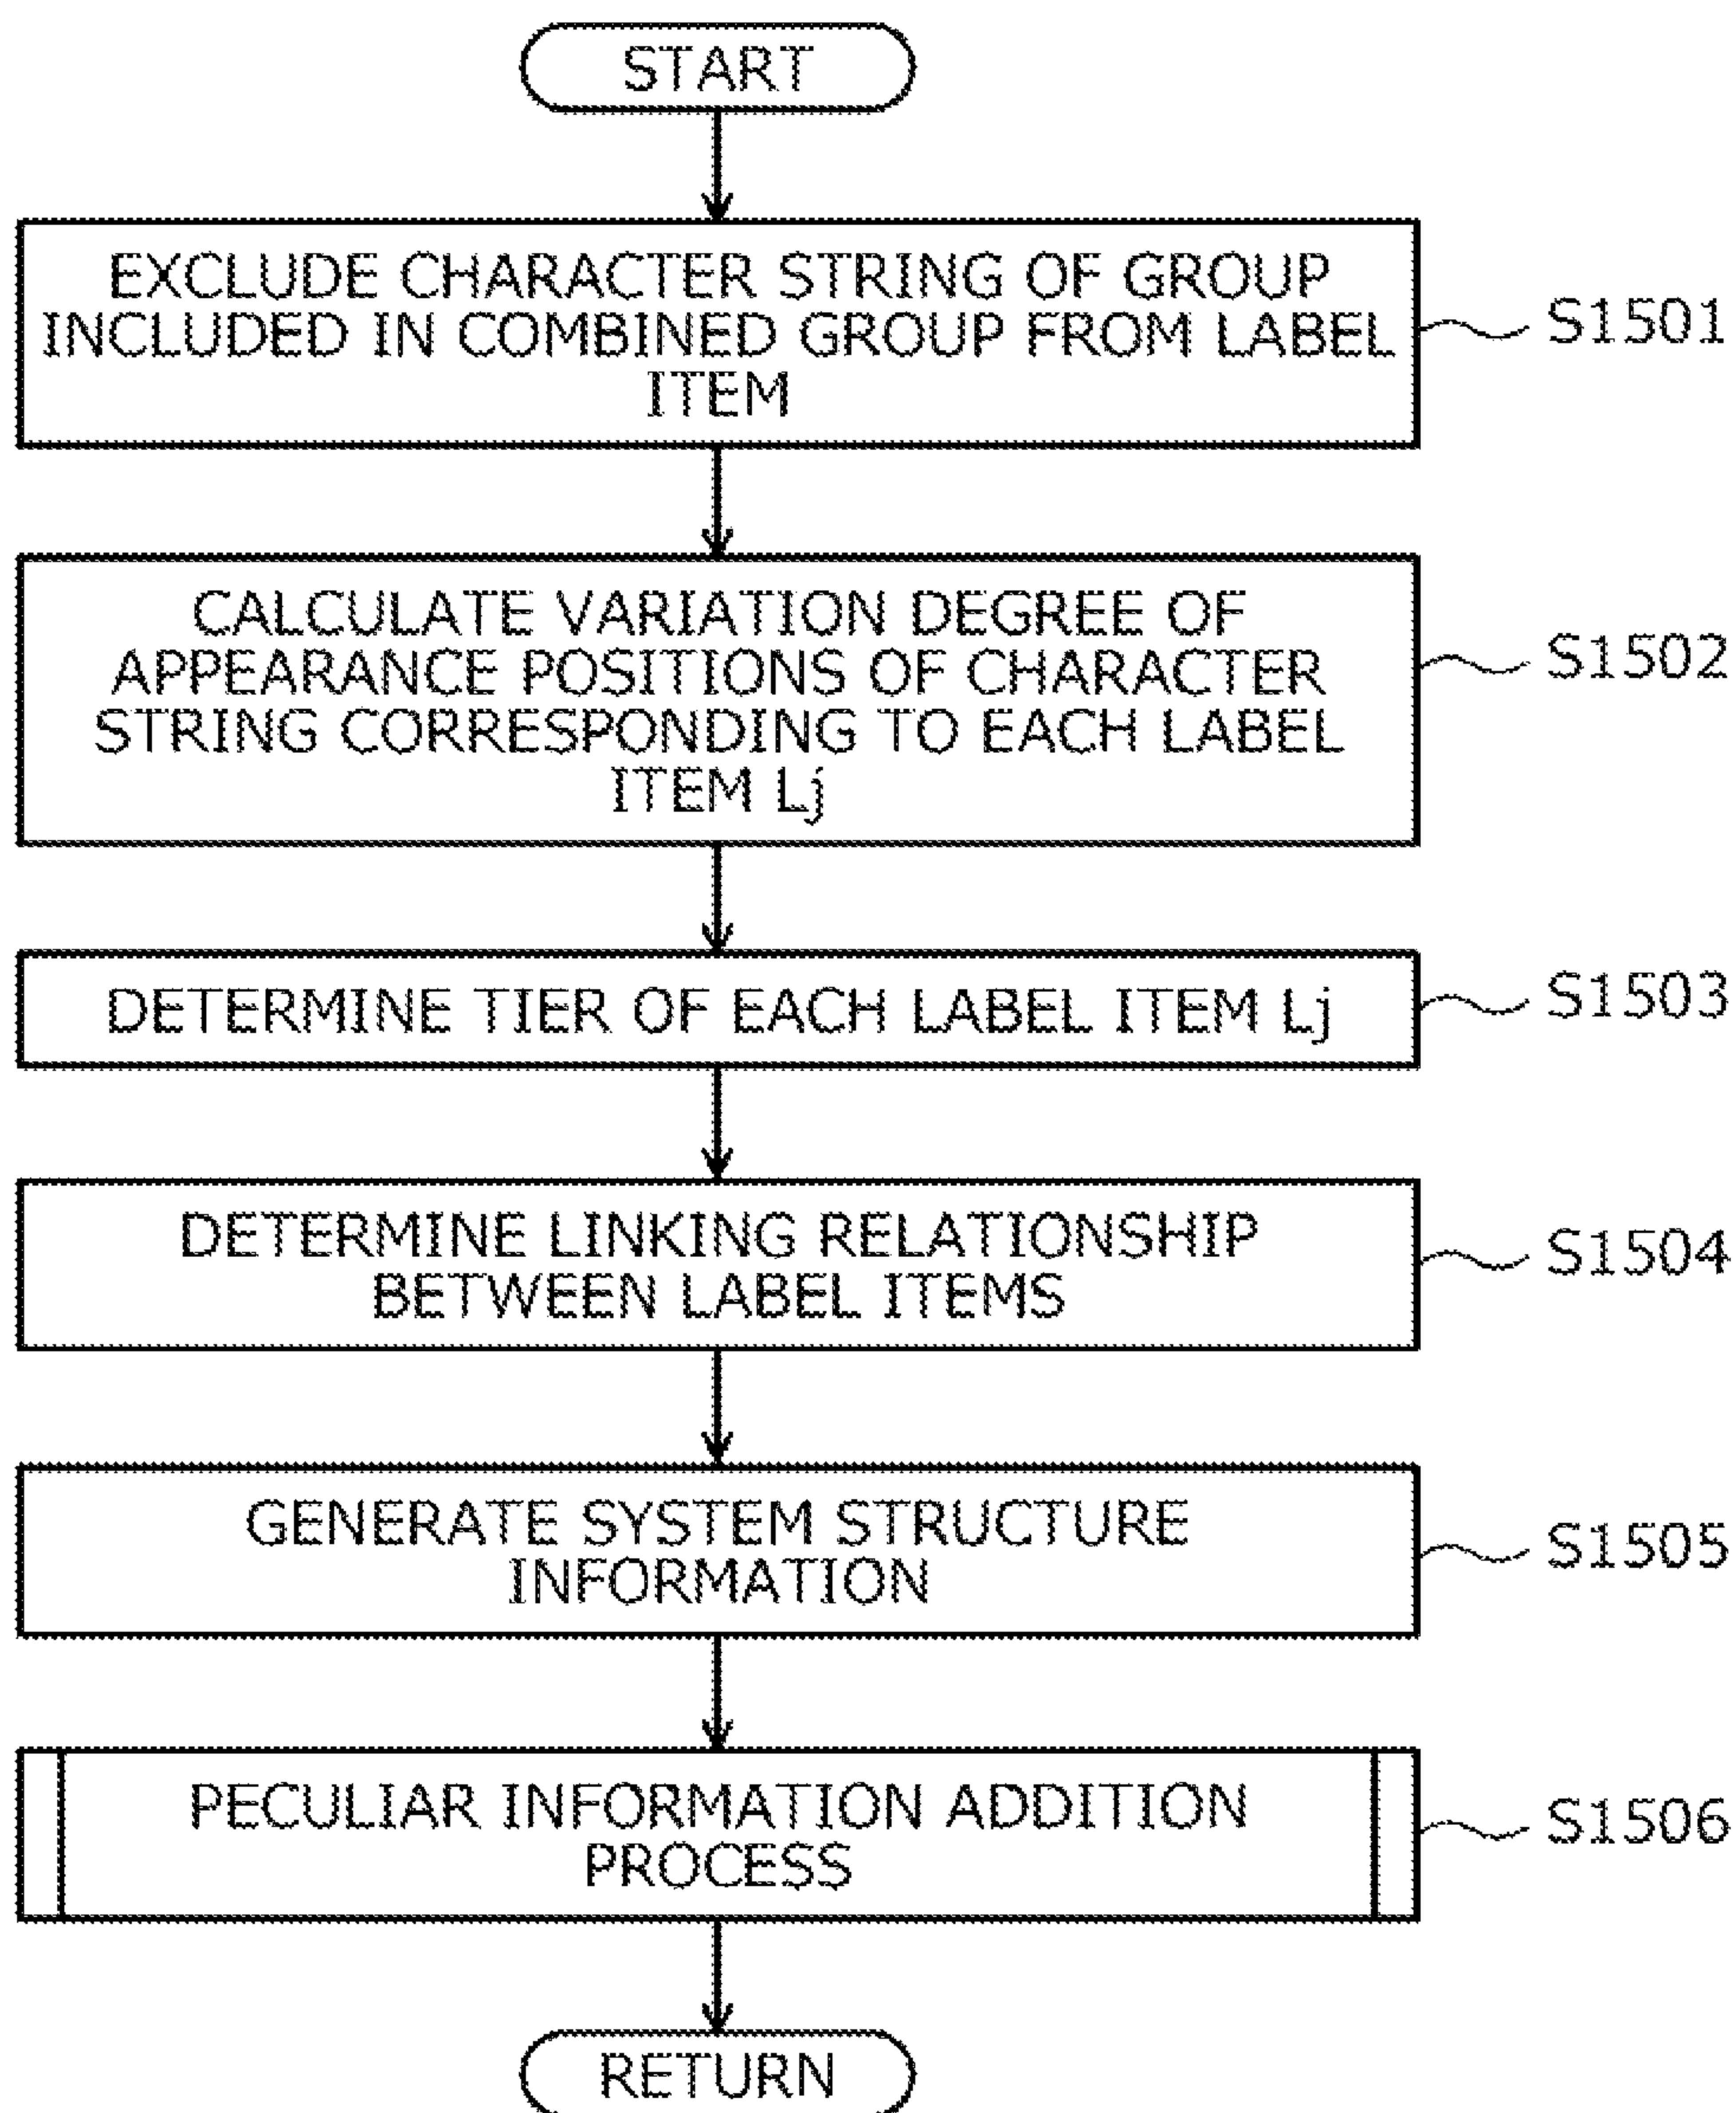 START
EXCLUDE CHARACTER STRING OF GROUP
INCLUDED IN COMBINED GROUP FROM LABEL
ITEM
S1501
CALCULATE VARIATION DEGREE OF
APPEARANCE POSITIONS OF CHARACTER
STRING CORRESPONDING TO EACH LABEL
ITEM Lj
S1502
DETERMINE TIER OF EACH LABEL ITEM Lj
S1503
DETERMINE LINKING RELATIONSHIP
BETWEEN LABEL ITEMS
S1504
GENERATE SYSTEM STRUCTURE
INFORMATION
S1505
PECULIAR INFORMATION ADDITION
PROCESS
S1506
RETURN